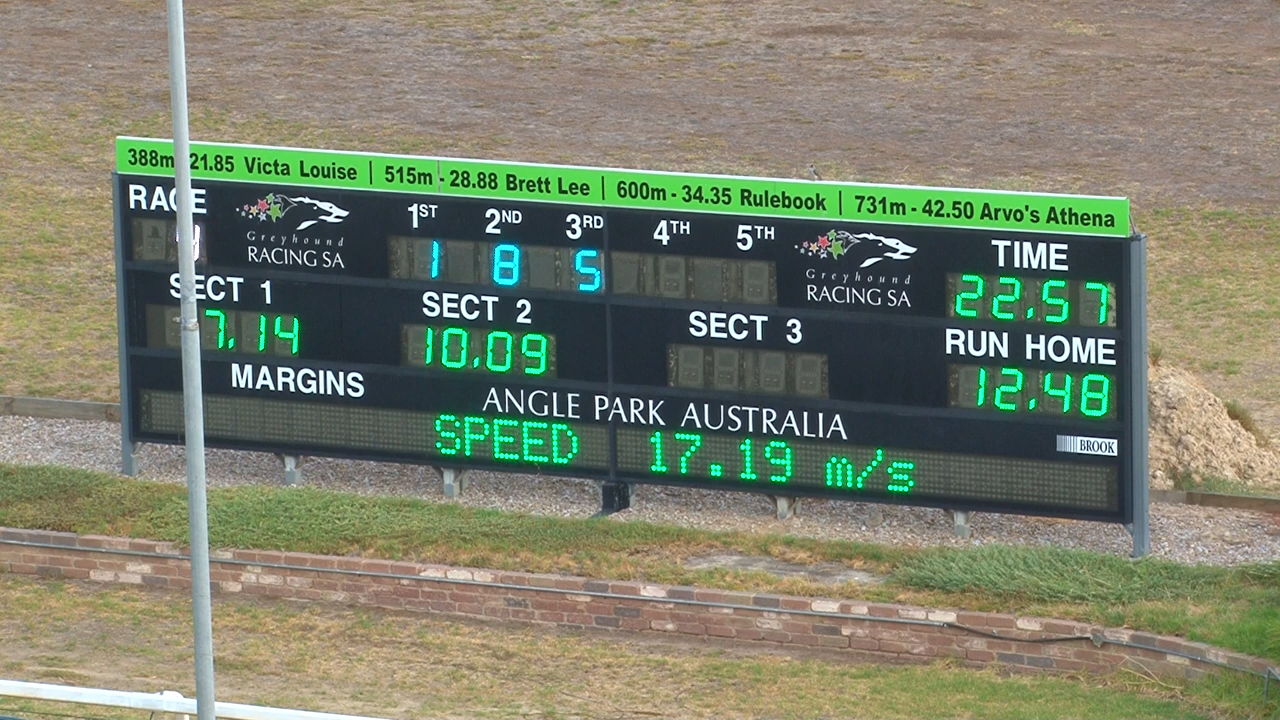 388m - 21.85 Victa Louise | 515m - 28.88 Brett Lee | 600m - 34.35 Rulebook | 731m - 42.50 Arvo's Athena
RACE
Greyhound
RACING SA
1ST 2ND 3RD 4TH 5TH
1 8 5
Greyhound
RACING SA
TIME
22.57
SECT 1
7.14
SECT 2
10.09
SECT 3
RUN HOME
12.48
MARGINS
ANGLE PARK AUSTRALIA
BROOK
SPEED 17.19 m/s